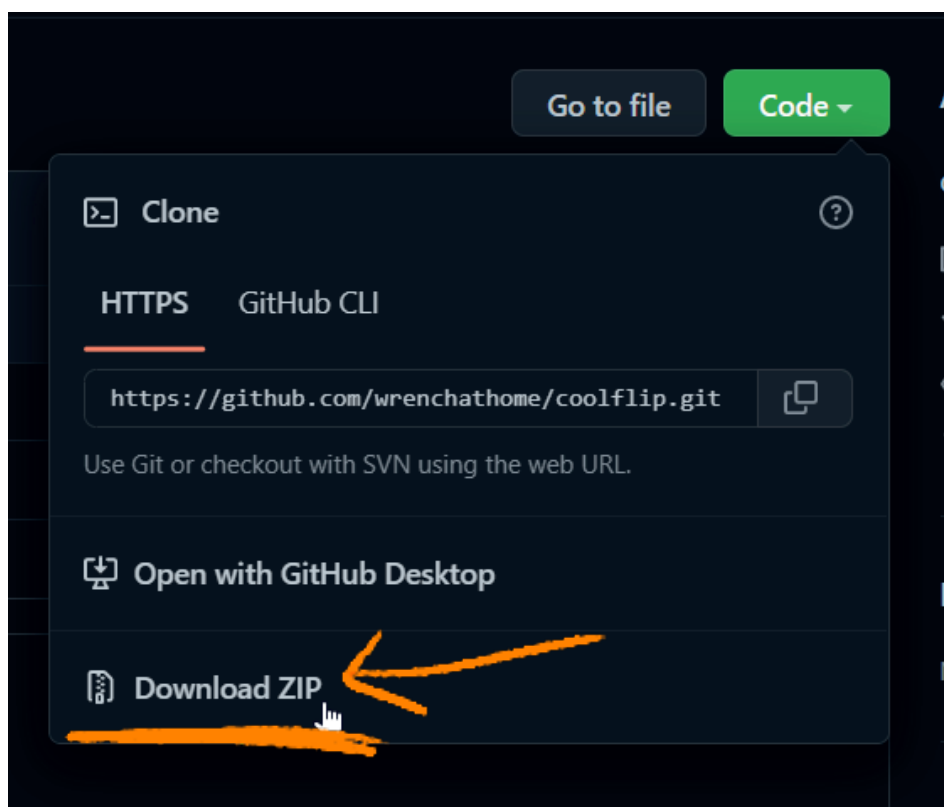 Go to file
Code
Clone
HTTPS
GitHub CLI
https://github.com/wrenchathome/coolflip.git
Use Git or checkout with SVN using the web URL.
Open with GitHub Desktop
Download ZIP